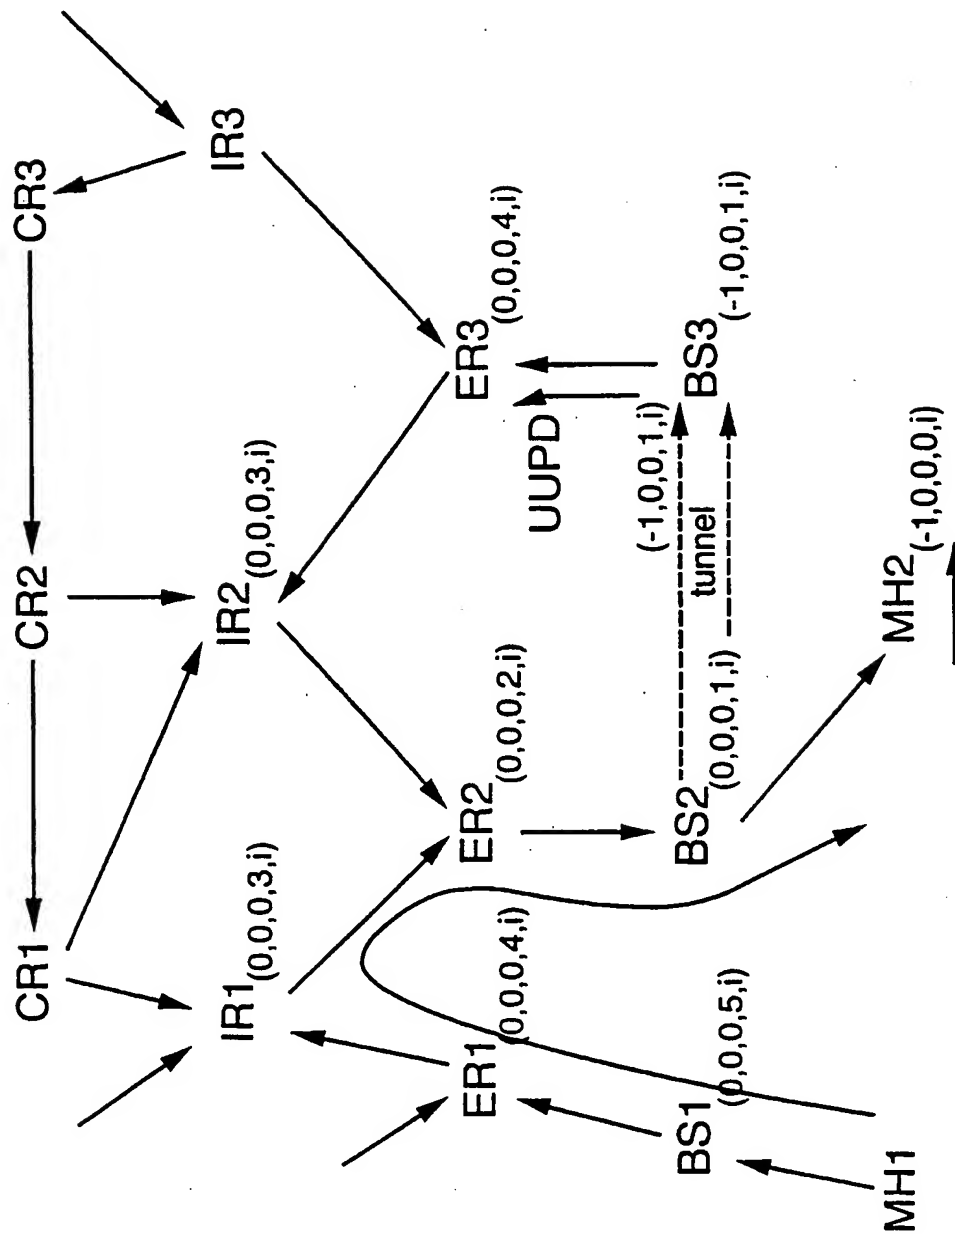 CR1
CR2
CR3
IR1(0,0,0,3,i)
IR2(0,0,0,3,i)
IR3
ER1(0,0,0,4,i)
ER2(0,0,0,2,i)
ER3(0,0,0,4,i)
UUPD
BS1(0,0,0,5,i)
BS2(0,0,0,1,i)
(-1,0,0,1,i)
tunnel
BS3(-1,0,0,1,i)
MH1
MH2(-1,0,0,0,i)